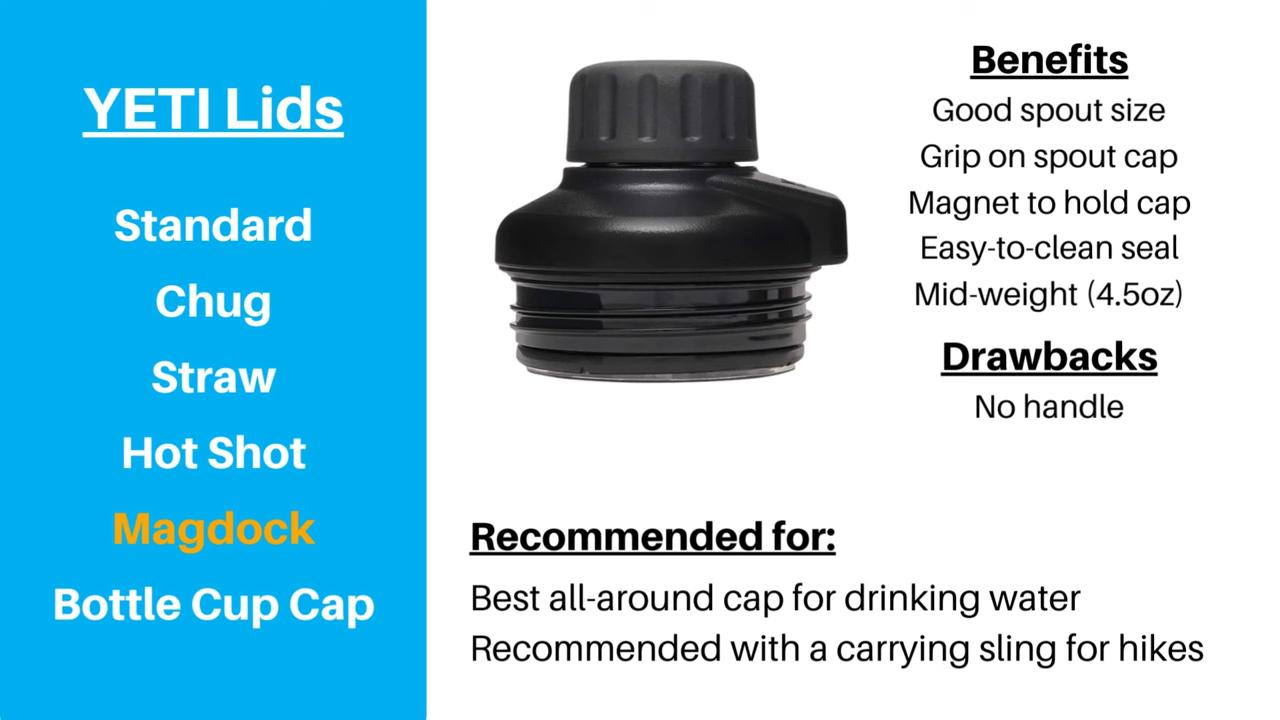 YETI Lids
Standard
Chug
Straw
Hot Shot
Magdock
Bottle Cup Cap
Benefits
Good spout size
Grip on spout cap
Magnet to hold cap
Easy-to-clean seal
Mid-weight (4.5oz)
Drawbacks
No handle
Recommended for:
Best all-around cap for drinking water
Recommended with a carrying sling for hikes